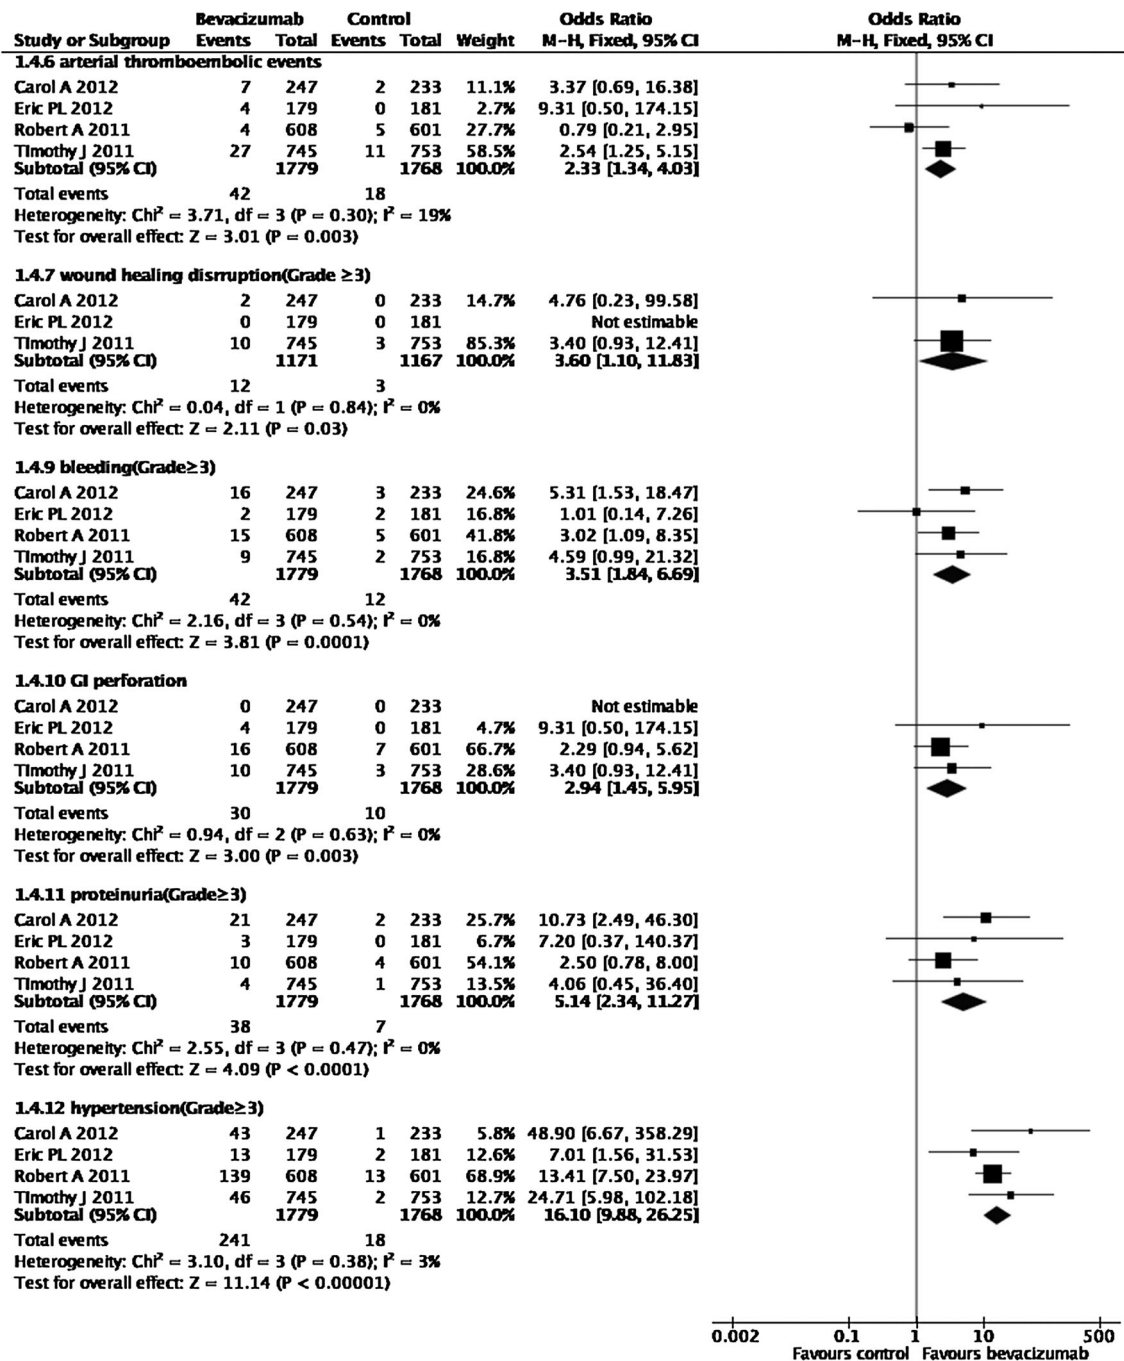 Bevacizumab Control Odds Ratio Odds Ratio
Study or Subgroup Events Total Events Total Weight M-H, Fixed, 95% CI M-H, Fixed, 95% CI
1.4.6 arterial thromboembolic events
Carol A 2012 7 247 2 233 11.1% 3.37 [0.69, 16.38]
Eric PL 2012 4 179 0 181 2.7% 9.31 [0.50, 174.15]
Robert A 2011 4 608 5 601 27.7% 0.79 [0.21, 2.95]
TImothy J 2011 27 745 11 753 58.5% 2.54 [1.25, 5.15]
Subtotal (95% CI) 1779 1768 100.0% 2.33 [1.34, 4.03]
Total events 42 18
Heterogeneity: Chi² = 3.71, df = 3 (P = 0.30); I² = 19%
Test for overall effect: Z = 3.01 (P = 0.003)
1.4.7 wound healing disrruption(Grade ≥3)
Carol A 2012 2 247 0 233 14.7% 4.76 [0.23, 99.58]
Eric PL 2012 0 179 0 181 Not estimable
TImothy J 2011 10 745 3 753 85.3% 3.40 [0.93, 12.41]
Subtotal (95% CI) 1171 1167 100.0% 3.60 [1.10, 11.83]
Total events 12 3
Heterogeneity: Chi² = 0.04, df = 1 (P = 0.84); I² = 0%
Test for overall effect: Z = 2.11 (P = 0.03)
1.4.9 bleeding(Grade≥3)
Carol A 2012 16 247 3 233 24.6% 5.31 [1.53, 18.47]
Eric PL 2012 2 179 2 181 16.8% 1.01 [0.14, 7.26]
Robert A 2011 15 608 5 601 41.8% 3.02 [1.09, 8.35]
TImothy J 2011 9 745 2 753 16.8% 4.59 [0.99, 21.32]
Subtotal (95% CI) 1779 1768 100.0% 3.51 [1.84, 6.69]
Total events 42 12
Heterogeneity: Chi² = 2.16, df = 3 (P = 0.54); I² = 0%
Test for overall effect: Z = 3.81 (P = 0.0001)
1.4.10 GI perforation
Carol A 2012 0 247 0 233 Not estimable
Eric PL 2012 4 179 0 181 4.7% 9.31 [0.50, 174.15]
Robert A 2011 16 608 7 601 66.7% 2.29 [0.94, 5.62]
TImothy J 2011 10 745 3 753 28.6% 3.40 [0.93, 12.41]
Subtotal (95% CI) 1779 1768 100.0% 2.94 [1.45, 5.95]
Total events 30 10
Heterogeneity: Chi² = 0.94, df = 2 (P = 0.63); I² = 0%
Test for overall effect: Z = 3.00 (P = 0.003)
1.4.11 proteinuria(Grade≥3)
Carol A 2012 21 247 2 233 25.7% 10.73 [2.49, 46.30]
Eric PL 2012 3 179 0 181 6.7% 7.20 [0.37, 140.37]
Robert A 2011 10 608 4 601 54.1% 2.50 [0.78, 8.00]
TImothy J 2011 4 745 1 753 13.5% 4.06 [0.45, 36.40]
Subtotal (95% CI) 1779 1768 100.0% 5.14 [2.34, 11.27]
Total events 38 7
Heterogeneity: Chi² = 2.55, df = 3 (P = 0.47); I² = 0%
Test for overall effect: Z = 4.09 (P < 0.0001)
1.4.12 hypertension(Grade≥3)
Carol A 2012 43 247 1 233 5.8% 48.90 [6.67, 358.29]
Eric PL 2012 13 179 2 181 12.6% 7.01 [1.56, 31.53]
Robert A 2011 139 608 13 601 68.9% 13.41 [7.50, 23.97]
TImothy J 2011 46 745 2 753 12.7% 24.71 [5.98, 102.18]
Subtotal (95% CI) 1779 1768 100.0% 16.10 [9.88, 26.25]
Total events 241 18
Heterogeneity: Chi² = 3.10, df = 3 (P = 0.38); I² = 3%
Test for overall effect: Z = 11.14 (P < 0.00001)
0.002 0.1 1 10 500
Favours control Favours bevacizumab